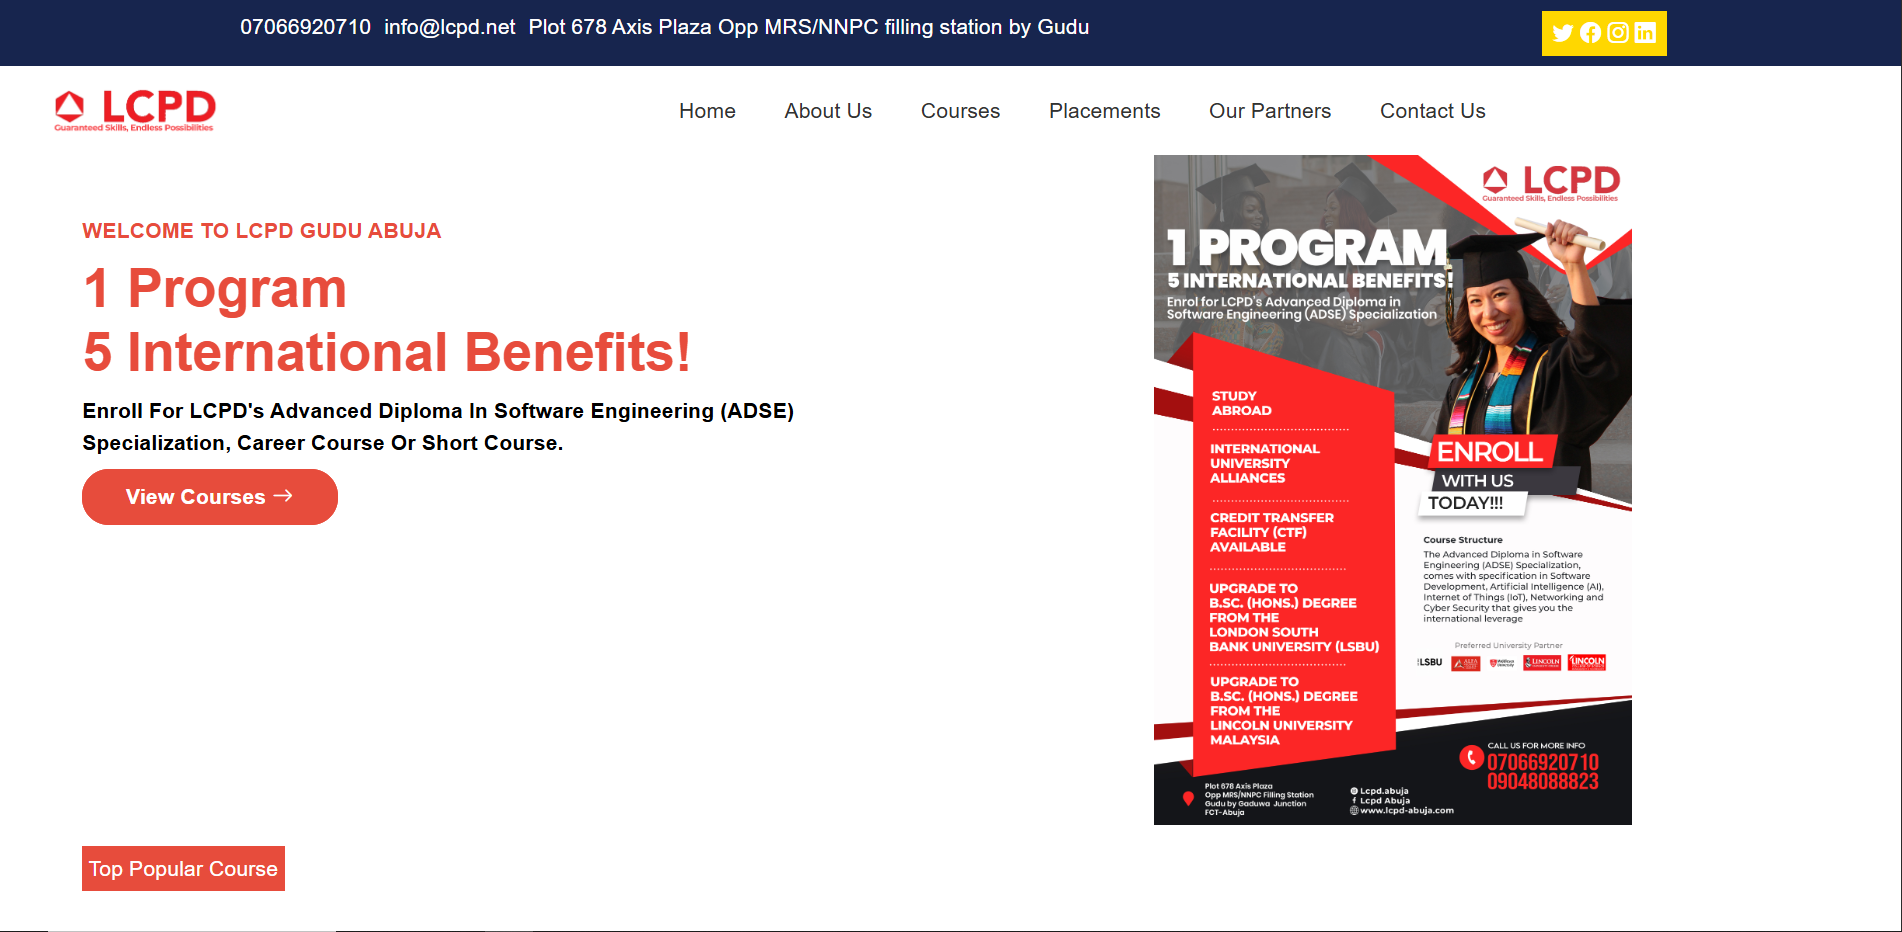 07066920710 info@lcpd.net Plot 678 Axis Plaza Opp MRS/NNPC filling station by Gudu
LCPD
Guaranteed Skills, Endless Possibilities
Home About Us Courses Placements Our Partners Contact Us
WELCOME TO LCPD GUDU ABUJA
1 Program
5 International Benefits!
Enroll For LCPD's Advanced Diploma In Software Engineering (ADSE)
Specialization, Career Course Or Short Course.
View Courses
LCPD
Guaranteed Skills, Endless Possibilities
1 PROGRAM
5 INTERNATIONAL BENEFITS!
Enrol for LCPD's Advanced Diploma in
Software Engineering (ADSE) Specialization
STUDY
ABROAD
INTERNATIONAL
UNIVERSITY
ALLIANCES
CREDIT TRANSFER
FACILITY (CTF)
AVAILABLE
UPGRADE TO
B.SC. (HONS.) DEGREE
FROM THE
LONDON SOUTH
BANK UNIVERSITY (LSBU)
UPGRADE TO
B.SC. (HONS.) DEGREE
FROM THE
LINCOLN UNIVERSITY
MALAYSIA
ENROLL
WITH US
TODAY!!!
Course Structure
The Advanced Diploma in Software
Engineering (ADSE) Specialization,
comes with specification in Software
Development, Artificial Intelligence (AI),
Internet of Things (IoT), Networking and
Cyber Security that gives you the
international leverage
Preferred University Partner
LSBU
LINCOLN
LINCOLN
CALL US FOR MORE INFO
07066920710
09048088823
Plot 678 Axis Plaza
Opp MRS/NNPC Filling Station
Gudu by Gaduwa Junction
FCT-Abuja
Lcpd.abuja
Lcpd Abuja
www.lcpd-abuja.com
Top Popular Course